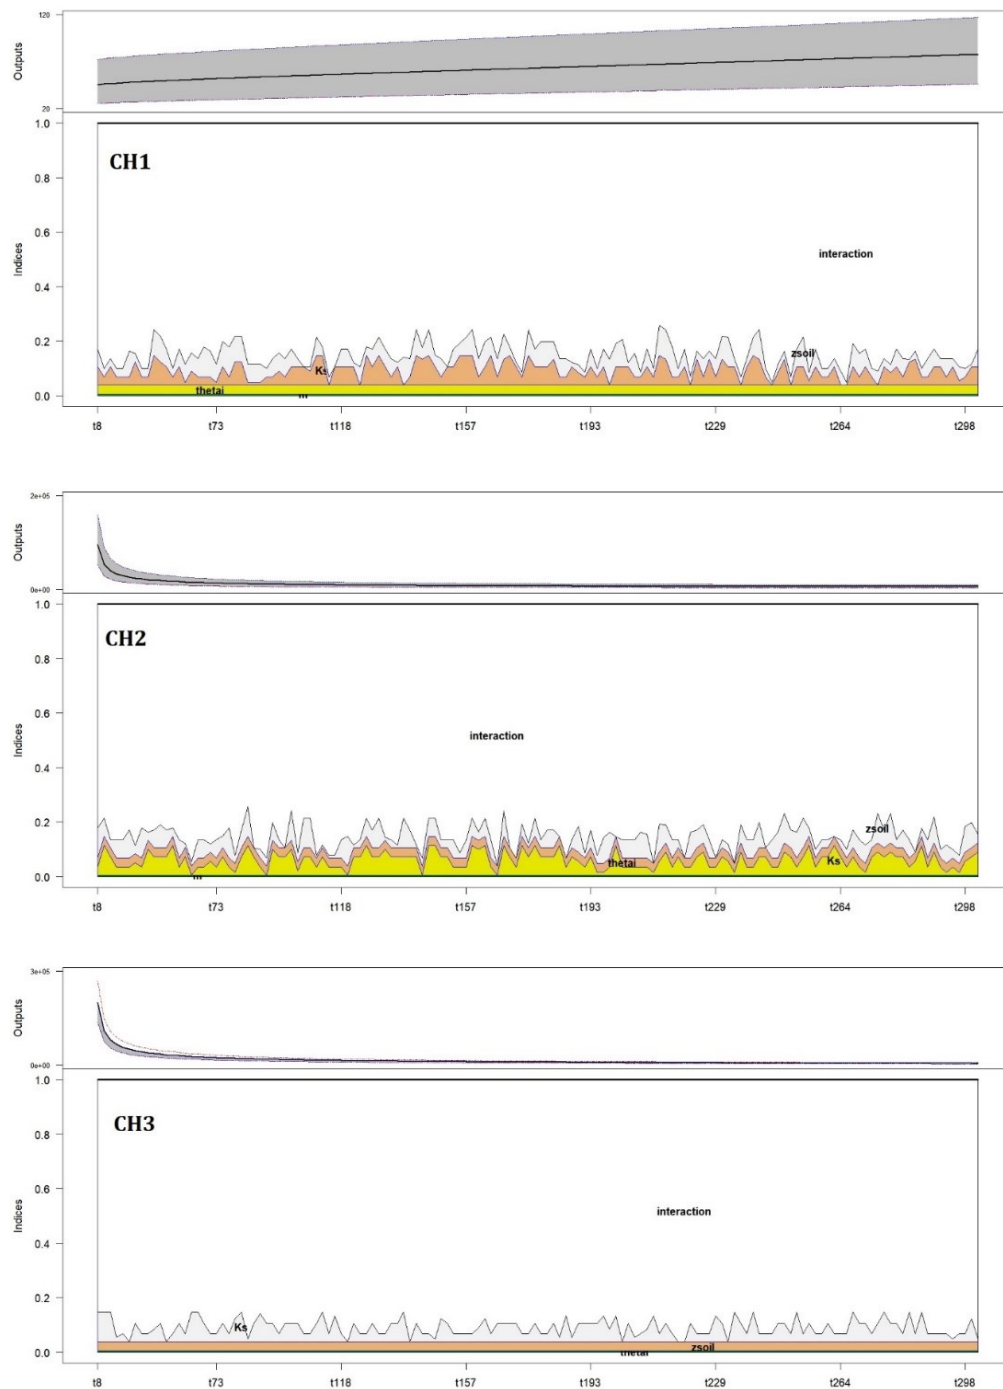 120
Outputs
20
1.0
CH1
0.8
0.6
interaction
Indices
0.4
0.2
zsoil
Ks
thetai
0.0
t8 t73 t118 t157 t193 t229 t264 t298
2e+05
Outputs
0e+00
1.0
CH2
0.8
0.6
interaction
Indices
0.4
0.2
zsoil
thetai Ks
0.0
t8 t73 t118 t157 t193 t229 t264 t298
3e+05
Outputs
0e+00
1.0
CH3
0.8
0.6
interaction
Indices
0.4
0.2
Ks
zsoil
0.0 thetai
t8 t73 t118 t157 t193 t229 t264 t298